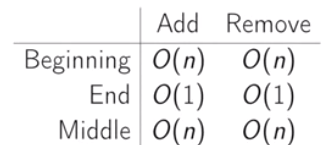 Add Remove
Beginning O(n) O(n)
End O(1) O(1)
Middle O(n) O(n)